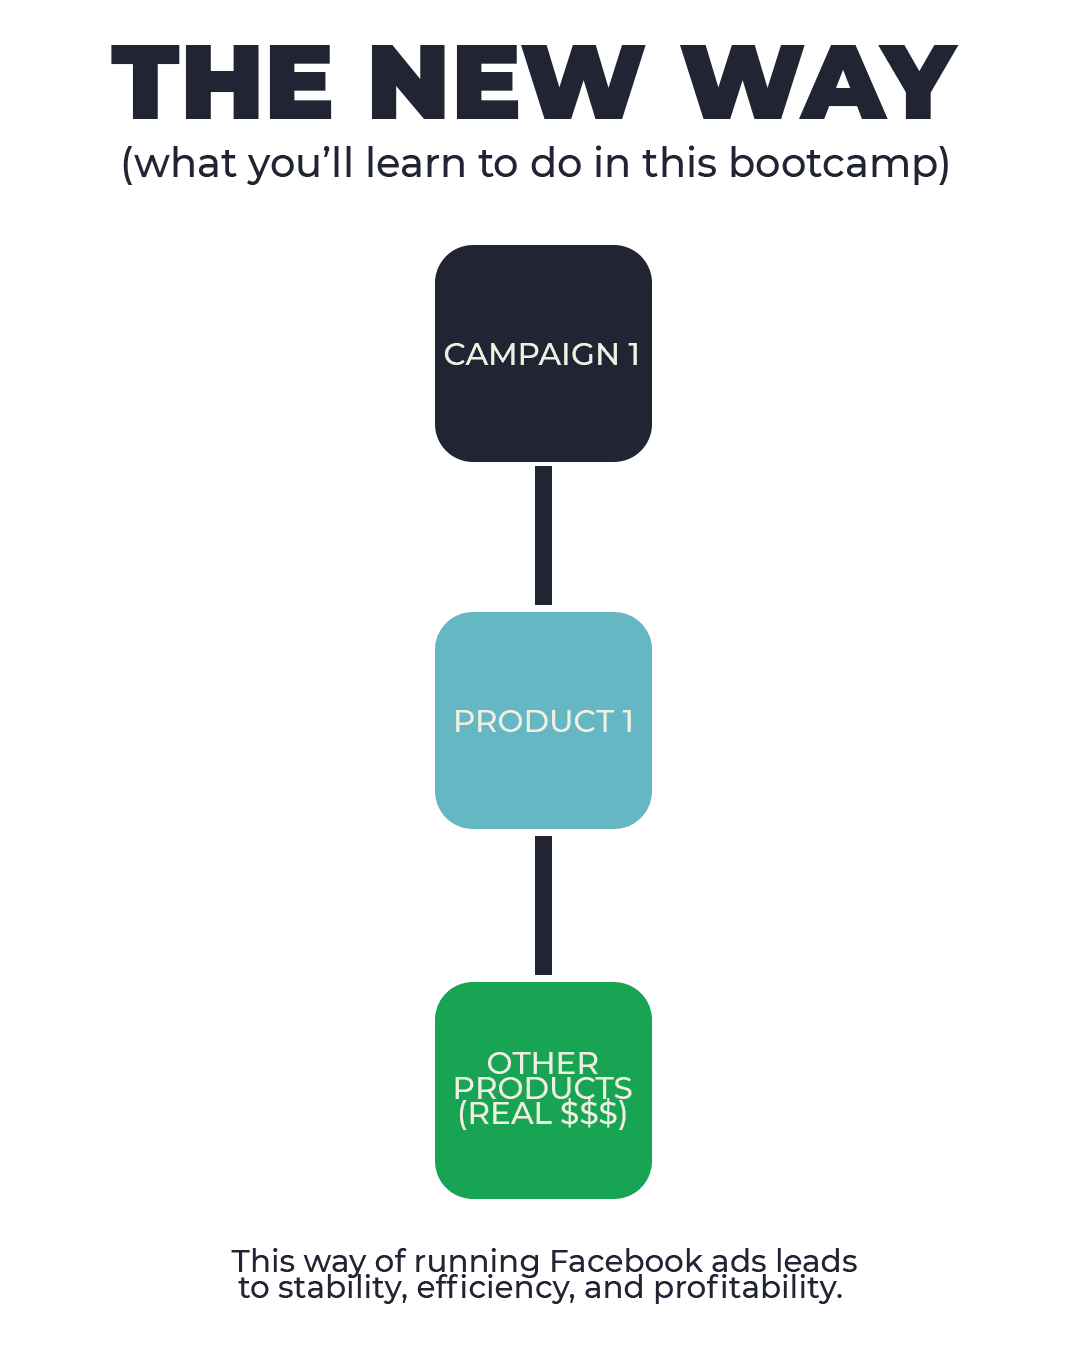 THE NEW WAY
(what you’ll learn to do in this bootcamp)
CAMPAIGN 1
PRODUCT 1
OTHER
PRODUCTS
(REAL $$$)
This way of running Facebook ads leads
to stability, efficiency, and profitability.